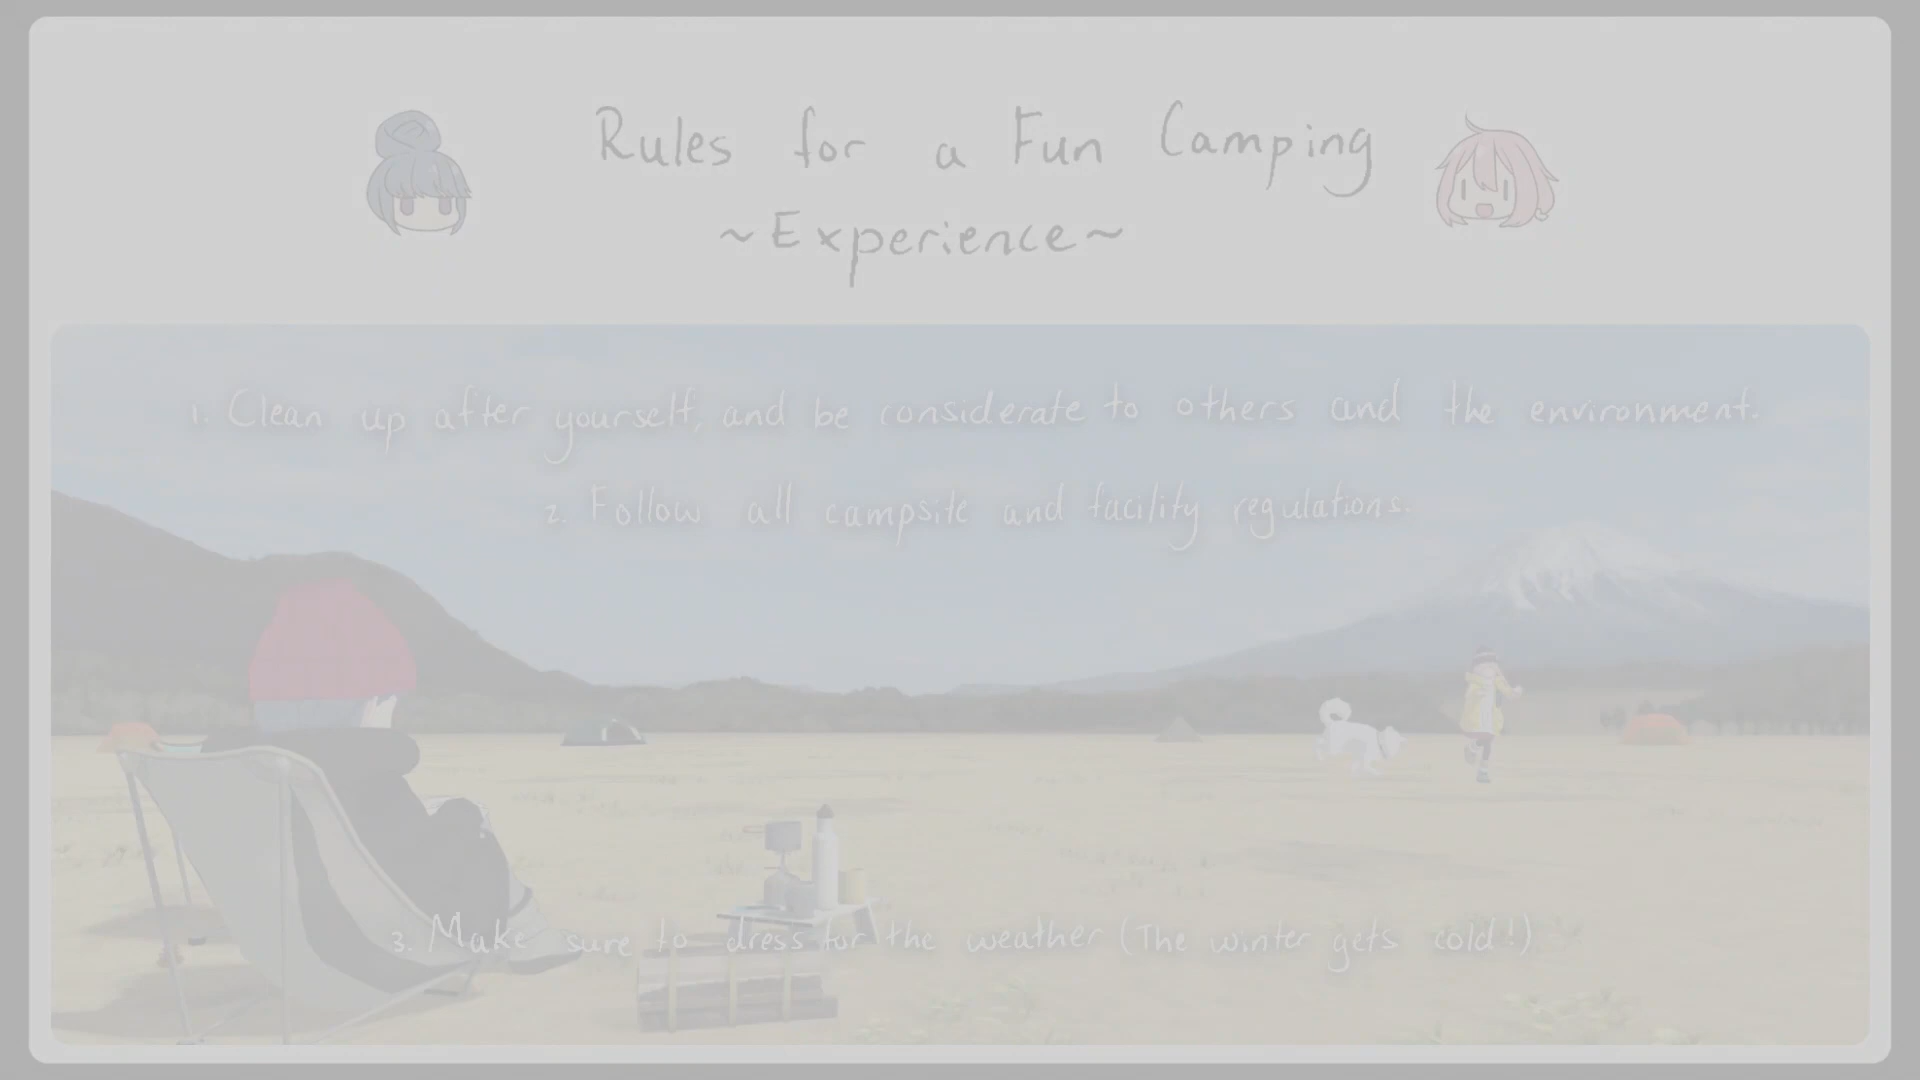 Rules for a Fun Camping
~Experience~
1. Clean up after yourself, and be considerate to others and the environment.
2. Follow all campsite and facility regulations.
3. Make sure to dress for the weather (The winter gets cold!)